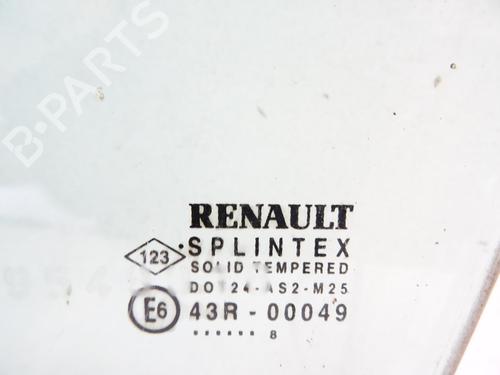 B-PARTS
RENAULT
123 SPLINTEX
SOLID TEMPERED
DOT24-AS2-M25
E6 43R-00049
...... 8